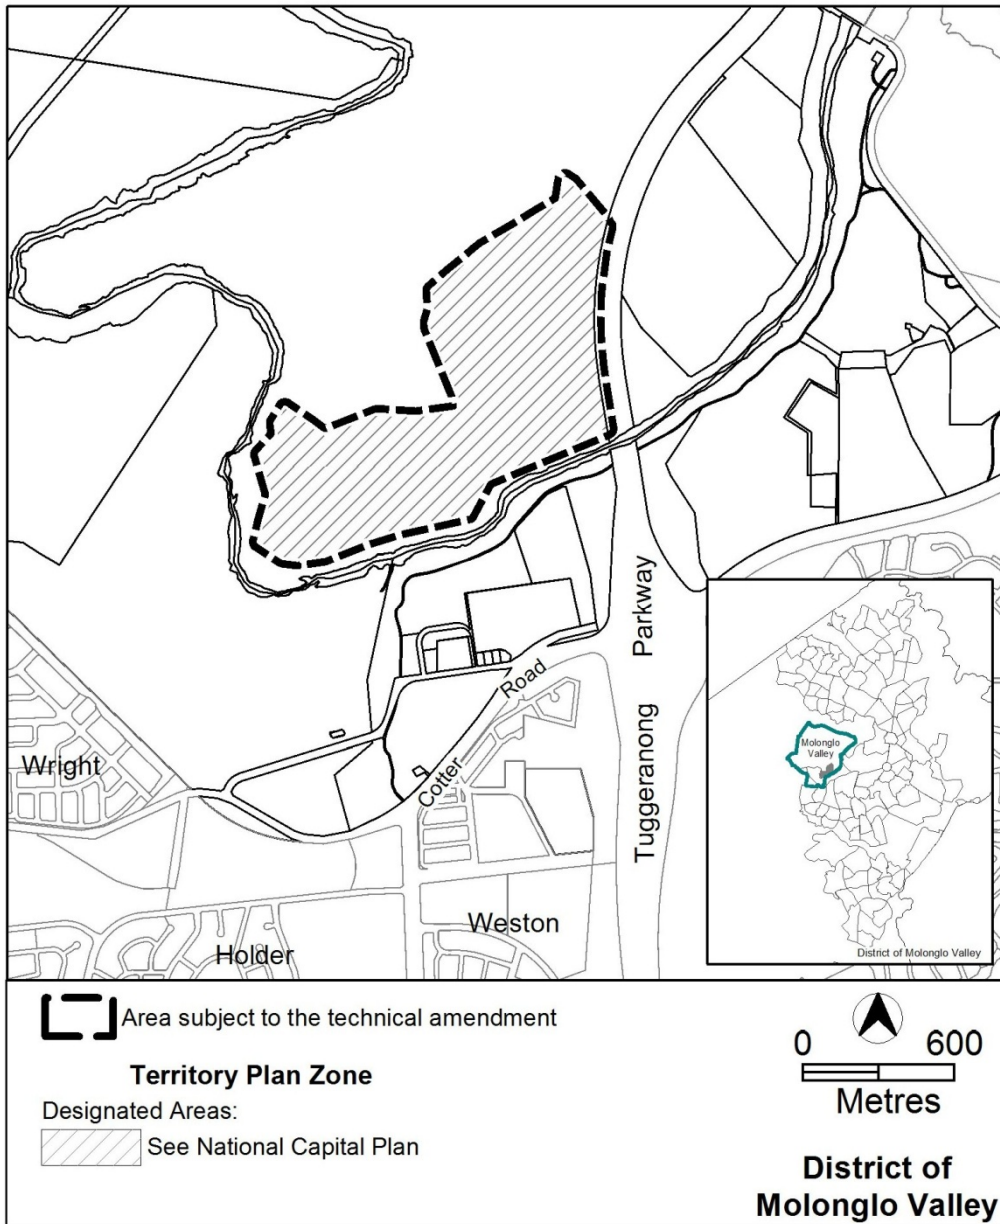 Wright
Holder
Weston
Cotter
Road
Tuggeranong Parkway
Molonglo
Valley
District of Molonglo Valley
Area subject to the technical amendment
Territory Plan Zone
Designated Areas:
See National Capital Plan
0 600
Metres
District of
Molonglo Valley